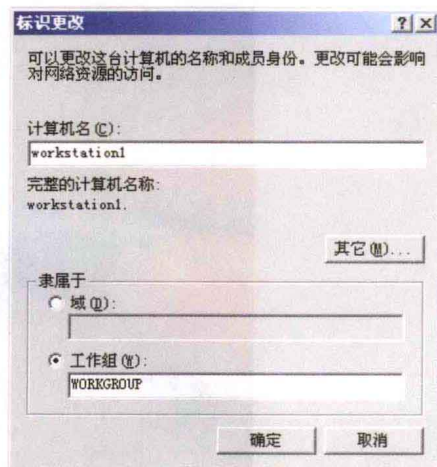 标识更改
可以更改这台计算机的名称和成员身份。更改可能会影响
对网络资源的访问。
计算机名(C):
workstation1
完整的计算机名称:
workstation1.
其它(M)...
隶属于
域(D):
工作组(W):
WORKGROUP
确定
取消